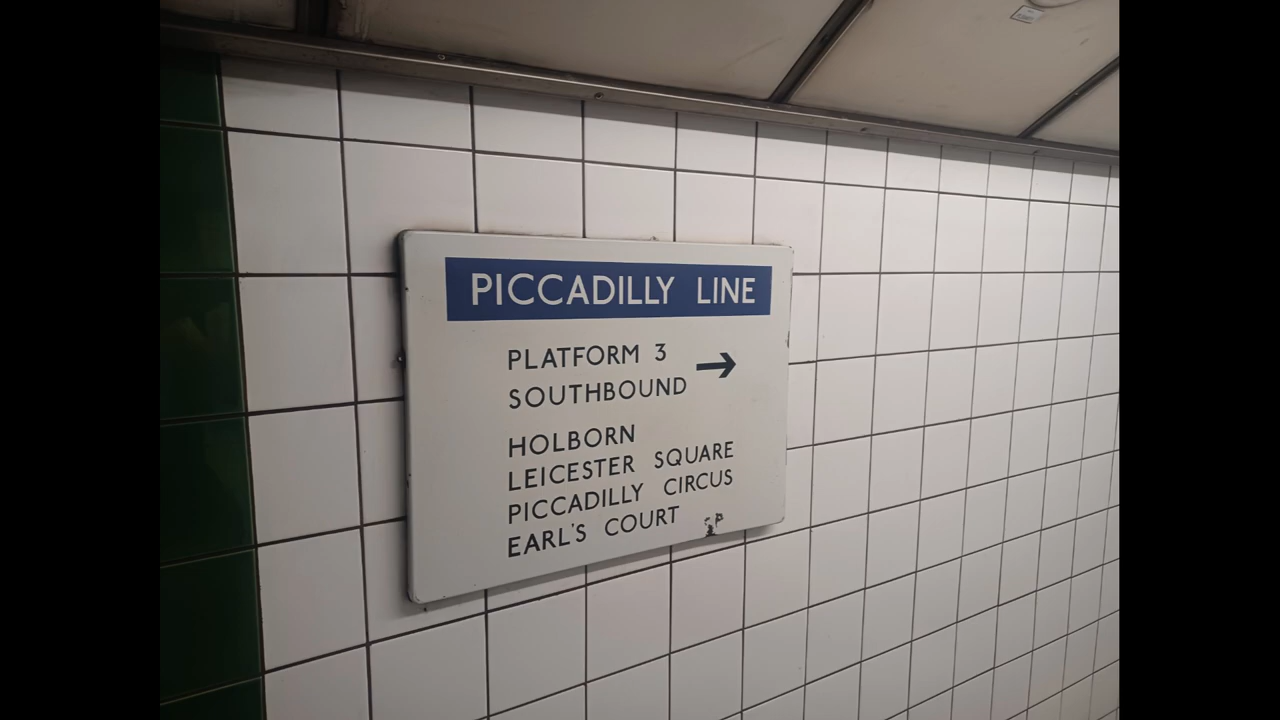 PICCADILLY LINE
PLATFORM 3 →
SOUTHBOUND
HOLBORN
LEICESTER SQUARE
PICCADILLY CIRCUS
EARL'S COURT